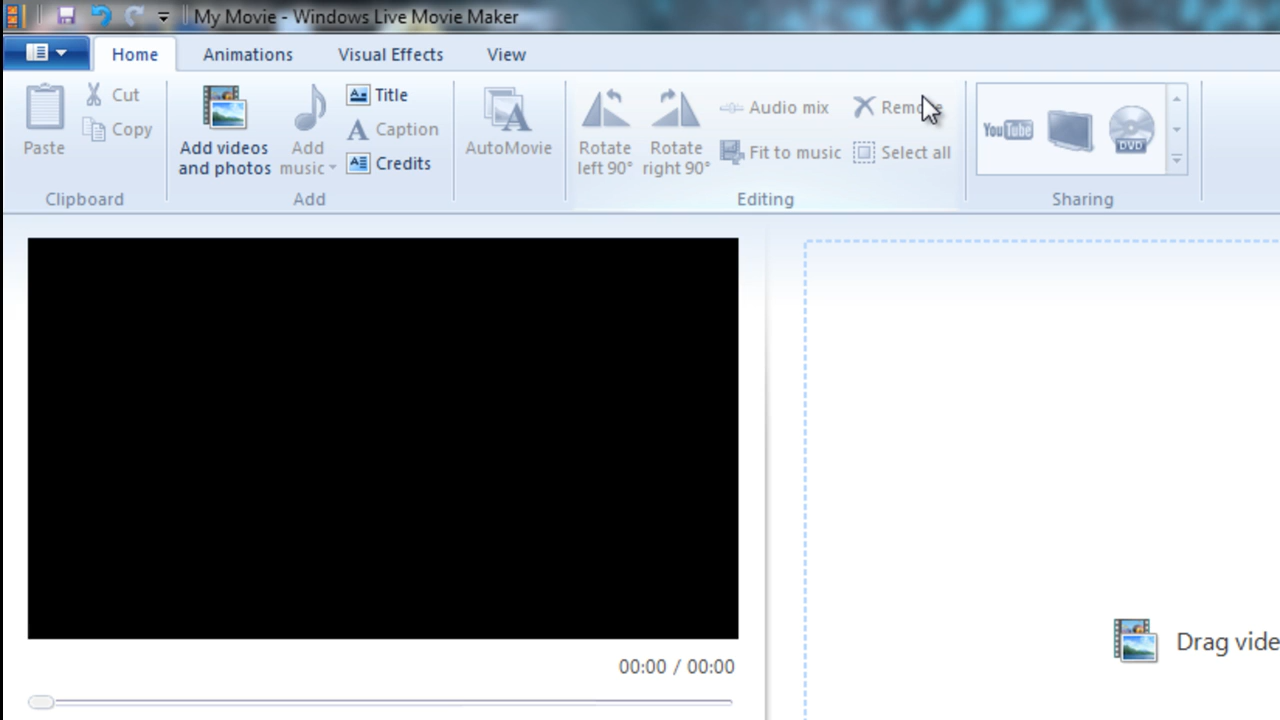 My Movie - Windows Live Movie Maker
Home
Animations
Visual Effects
View
Paste
Cut
Copy
Clipboard
Add videos
and photos
Add
music
Title
Caption
Credits
Add
AutoMovie
Rotate
left 90°
Rotate
right 90°
Audio mix
Fit to music
Select all
Editing
YouTube
DVD
Sharing
00:00 / 00:00
Drag